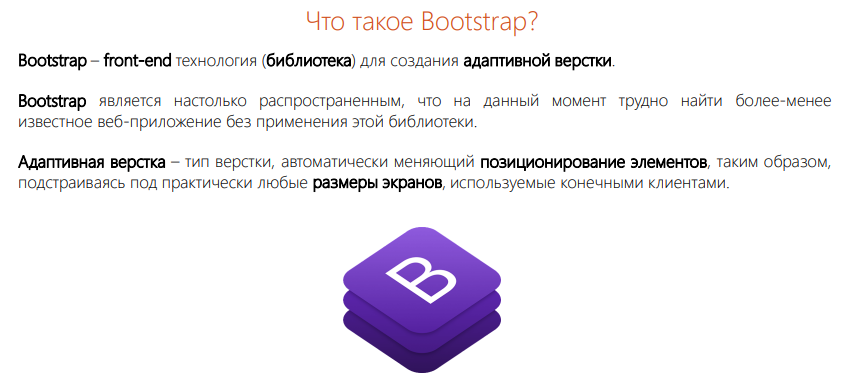 Что такое Bootstrap?
Bootstrap – front-end технология (библиотека) для создания адаптивной верстки.
Bootstrap является настолько распространенным, что на данный момент трудно найти более-менее
известное веб-приложение без применения этой библиотеки.
Адаптивная верстка – тип верстки, автоматически меняющий позиционирование элементов, таким образом,
подстраиваясь под практически любые размеры экранов, используемые конечными клиентами.
B